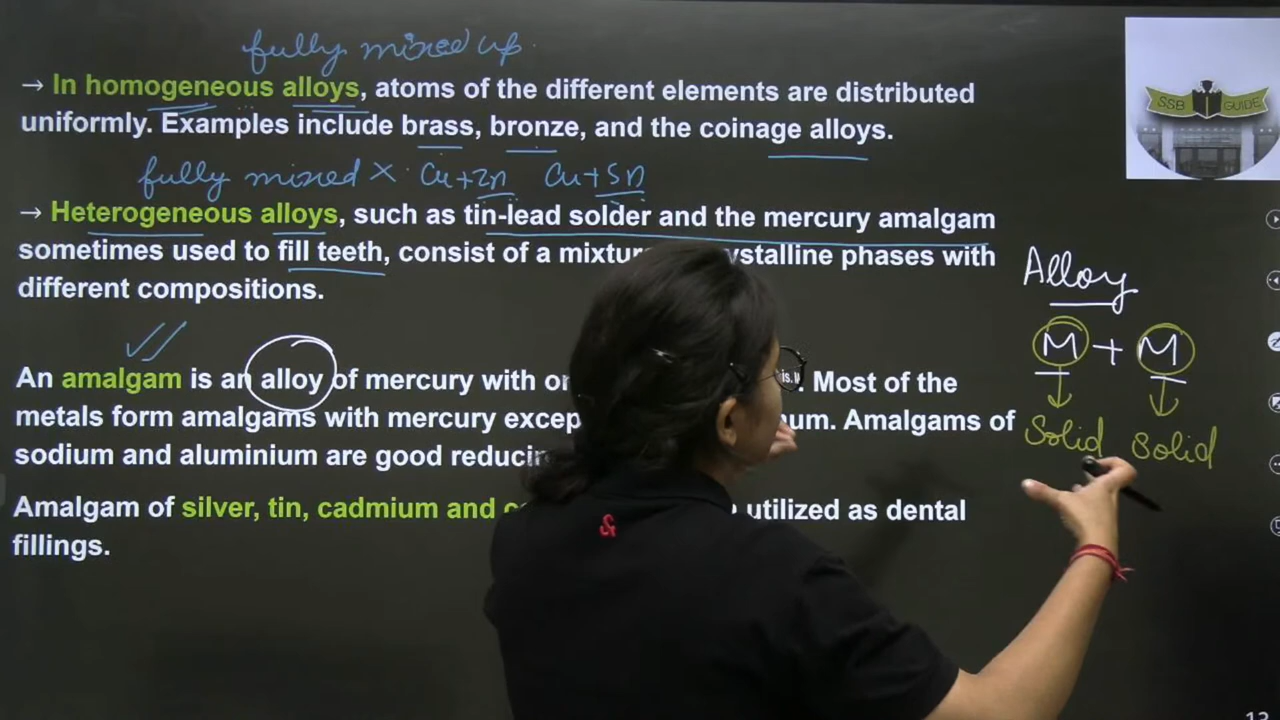 fully mixed up.
→ In homogeneous alloys, atoms of the different elements are distributed
uniformly. Examples include brass, bronze, and the coinage alloys.
fully mixed × Cu+Zn Cu+Sn
→ Heterogeneous alloys, such as tin-lead solder and the mercury amalgam
sometimes used to fill teeth, consist of a phases with
different compositions.
An amalgam is an alloy of mercury with Most of the
metals form amalgams with mercury Amalgams of
sodium and aluminium are good
Amalgam of silver, tin, cadmium and utilized as dental
fillings.
SSB GUIDE
Alloy
M + M
Solid Solid